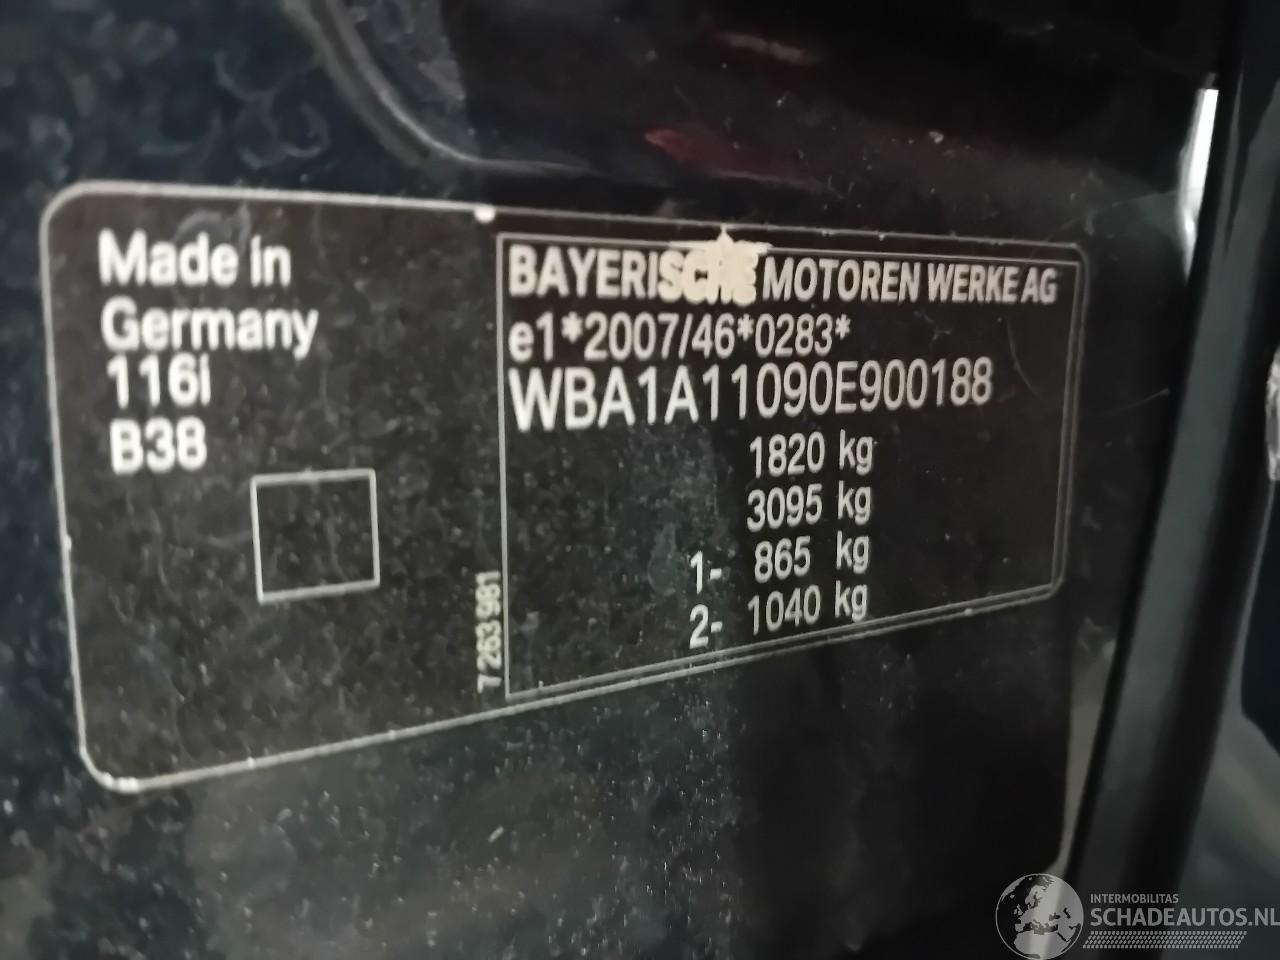 Made in
Germany
116i
B38
7263981
BAYERISCHE MOTOREN WERKE AG
e1*2007/46*0283*
WBA1A11090E900188
1820 kg
3095 kg
1- 865 kg
2- 1040 kg
INTERMOBILITAS
SCHADEAUTOS.NL